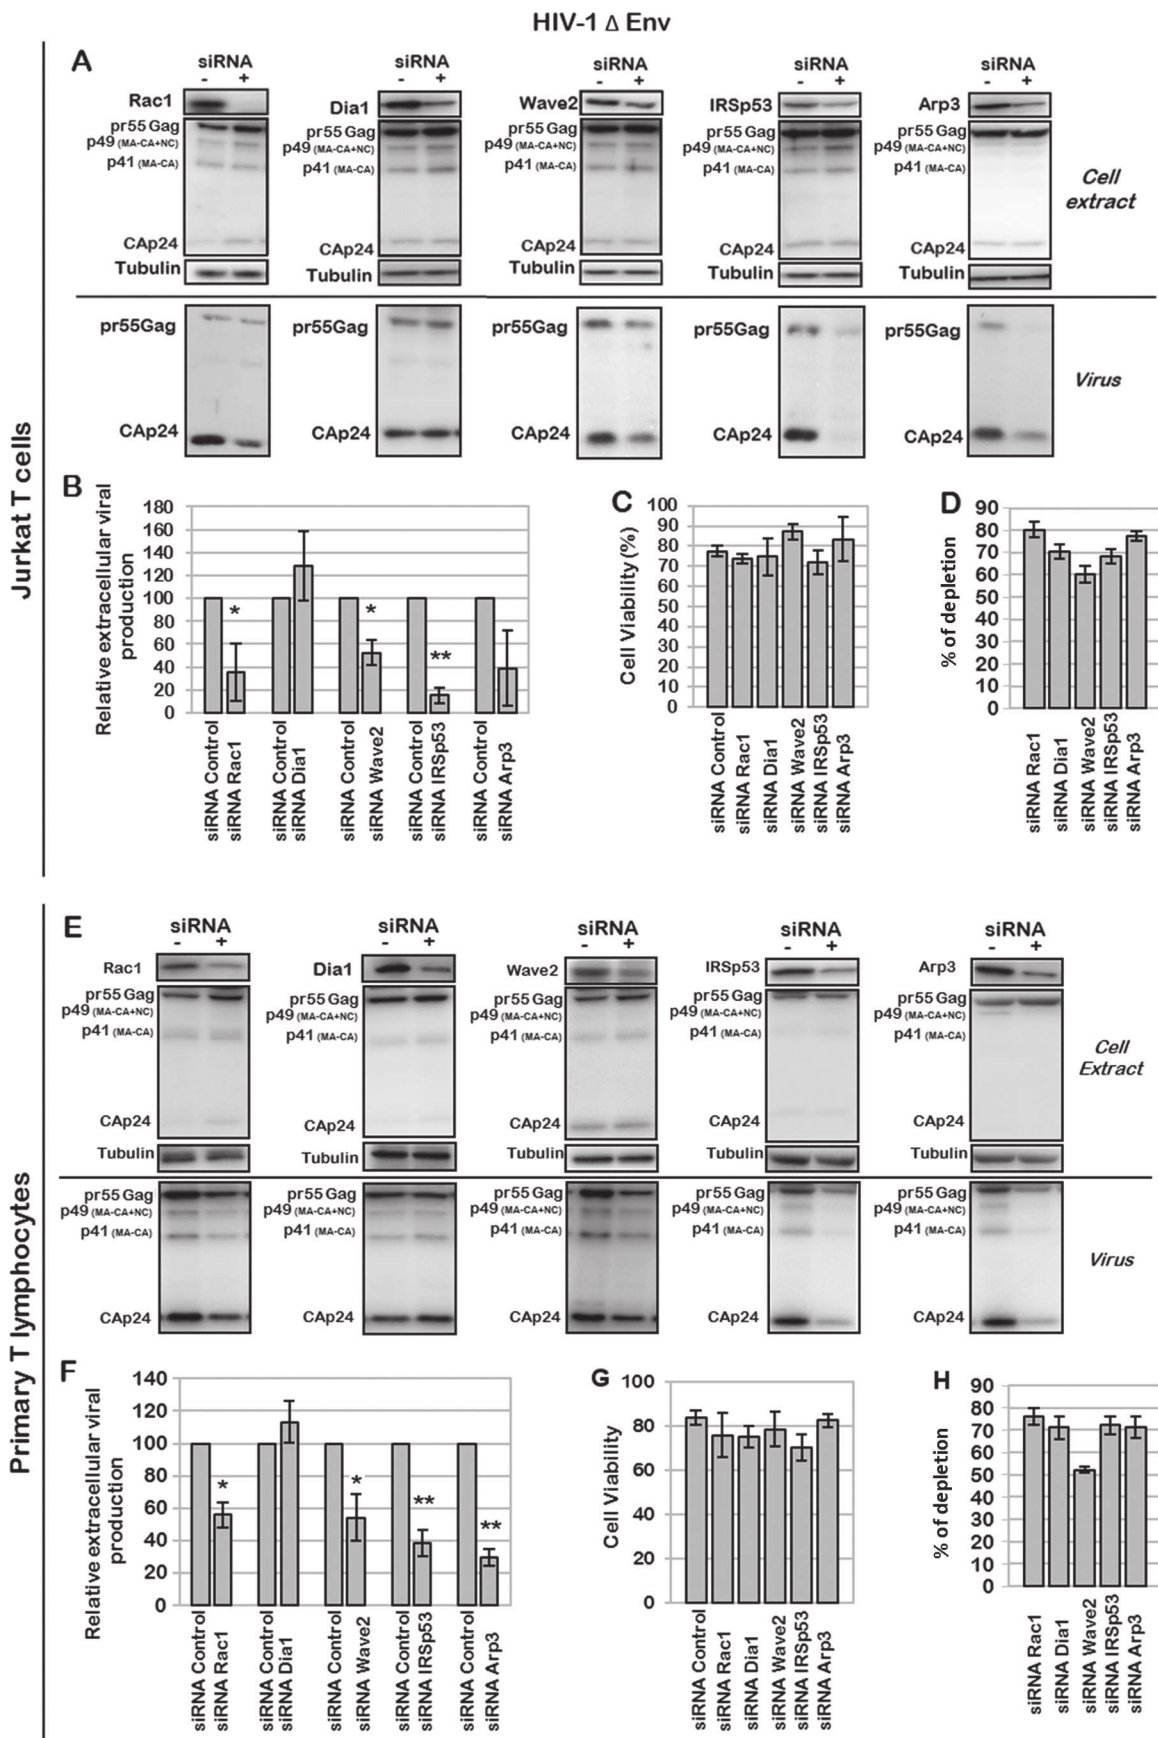 HIV-1 Δ Env
Jurkat T cells
A
siRNA siRNA siRNA siRNA siRNA
- + - + - + - + - +
Rac1 Dia1 Wave2 IRSp53 Arp3
pr55 Gag pr55 Gag pr55 Gag pr55 Gag pr55 Gag
p49 (MA-CA+NC) p49 (MA-CA+NC) p49 (MA-CA+NC) p49 (MA-CA+NC) p49 (MA-CA+NC)
p41 (MA-CA) p41 (MA-CA) p41 (MA-CA) p41 (MA-CA) p41 (MA-CA)
Cell
extract
CAp24 CAp24 CAp24 CAp24 CAp24
Tubulin Tubulin Tubulin Tubulin Tubulin
pr55Gag pr55Gag pr55Gag pr55Gag pr55Gag
Virus
CAp24 CAp24 CAp24 CAp24 CAp24
B
Relative extracellular viral
production
180
160
140
120
100
80
60
40
20
0
* * **
siRNA Control
siRNA Rac1
siRNA Control
siRNA Dia1
siRNA Control
siRNA Wave2
siRNA Control
siRNA IRSp53
siRNA Control
siRNA Arp3
C
Cell Viability (%)
100
90
80
70
60
50
40
30
20
10
0
siRNA Control
siRNA Rac1
siRNA Dia1
siRNA Wave2
siRNA IRSp53
siRNA Arp3
D
% of depletion
90
80
70
60
50
40
30
20
10
0
siRNA Rac1
siRNA Dia1
siRNA Wave2
siRNA IRSp53
siRNA Arp3
Primary T lymphocytes
E
siRNA siRNA siRNA siRNA siRNA
- + - + - + - + - +
Rac1 Dia1 Wave2 IRSp53 Arp3
pr55 Gag pr55 Gag pr55 Gag pr55 Gag pr55 Gag
p49 (MA-CA+NC) p49 (MA-CA+NC) p49 (MA-CA+NC) p49 (MA-CA+NC) p49 (MA-CA+NC)
p41 (MA-CA) p41 (MA-CA) p41 (MA-CA) p41 (MA-CA) p41 (MA-CA)
Cell
Extract
CAp24 CAp24 CAp24 CAp24 CAp24
Tubulin Tubulin Tubulin Tubulin Tubulin
pr55 Gag pr55 Gag pr55 Gag pr55 Gag pr55 Gag
p49 (MA-CA+NC) p49 (MA-CA+NC) p49 (MA-CA+NC) p49 (MA-CA+NC) p49 (MA-CA+NC)
p41 (MA-CA) p41 (MA-CA) p41 (MA-CA) p41 (MA-CA) p41 (MA-CA)
Virus
CAp24 CAp24 CAp24 CAp24 CAp24
F
Relative extracellular viral
production
140
120
100
80
60
40
20
0
* * ** **
siRNA Control
siRNA Rac1
siRNA Control
siRNA Dia1
siRNA Control
siRNA Wave2
siRNA Control
siRNA IRSp53
siRNA Control
siRNA Arp3
G
Cell Viability
100
80
60
40
20
0
siRNA Control
siRNA Rac1
siRNA Dia1
siRNA Wave2
siRNA IRSp53
siRNA Arp3
H
% of depletion
90
80
70
60
50
40
30
20
10
0
siRNA Rac1
siRNA Dia1
siRNA Wave2
siRNA IRSp53
siRNA Arp3